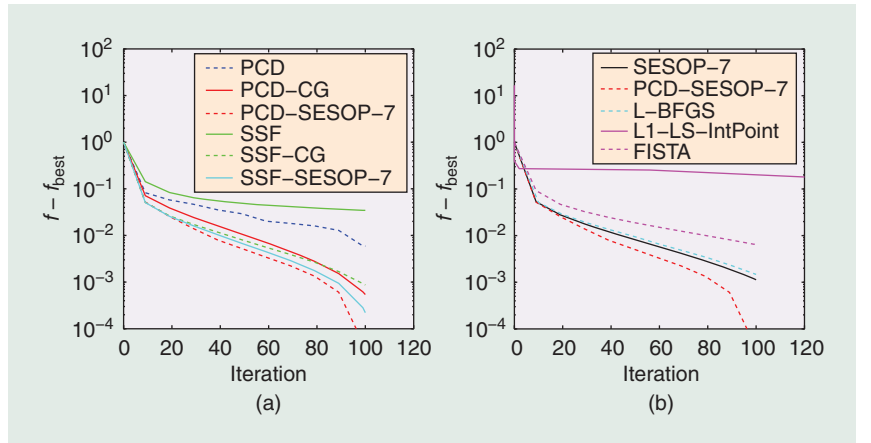 10^2
10^1
10^0
10^−1
10^−2
10^−3
10^−4
f − f_best
0 20 40 60 80 100 120
Iteration
(a)
PCD
PCD−CG
PCD−SESOP−7
SSF
SSF−CG
SSF−SESOP−7
10^2
10^1
10^0
10^−1
10^−2
10^−3
10^−4
f − f_best
0 20 40 60 80 100 120
Iteration
(b)
SESOP−7
PCD−SESOP−7
L−BFGS
L1−LS−IntPoint
FISTA